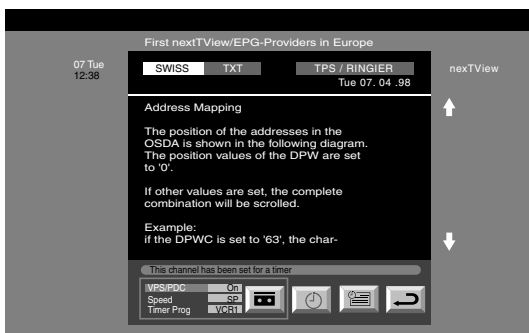 First nextTView/EPG-Providers in Europe
07 Tue
12:38
SWISS TXT TPS / RINGIER
nexTView
Tue 07. 04 .98
Address Mapping
The position of the addresses in the
OSDA is shown in the following diagram.
The position values of the DPW are set
to '0'.
If other values are set, the complete
combination will be scrolled.
Example:
if the DPWC is set to '63', the char-
This channel has been set for a timer
VPS/PDC On
Speed SP
Timer Prog VCR1